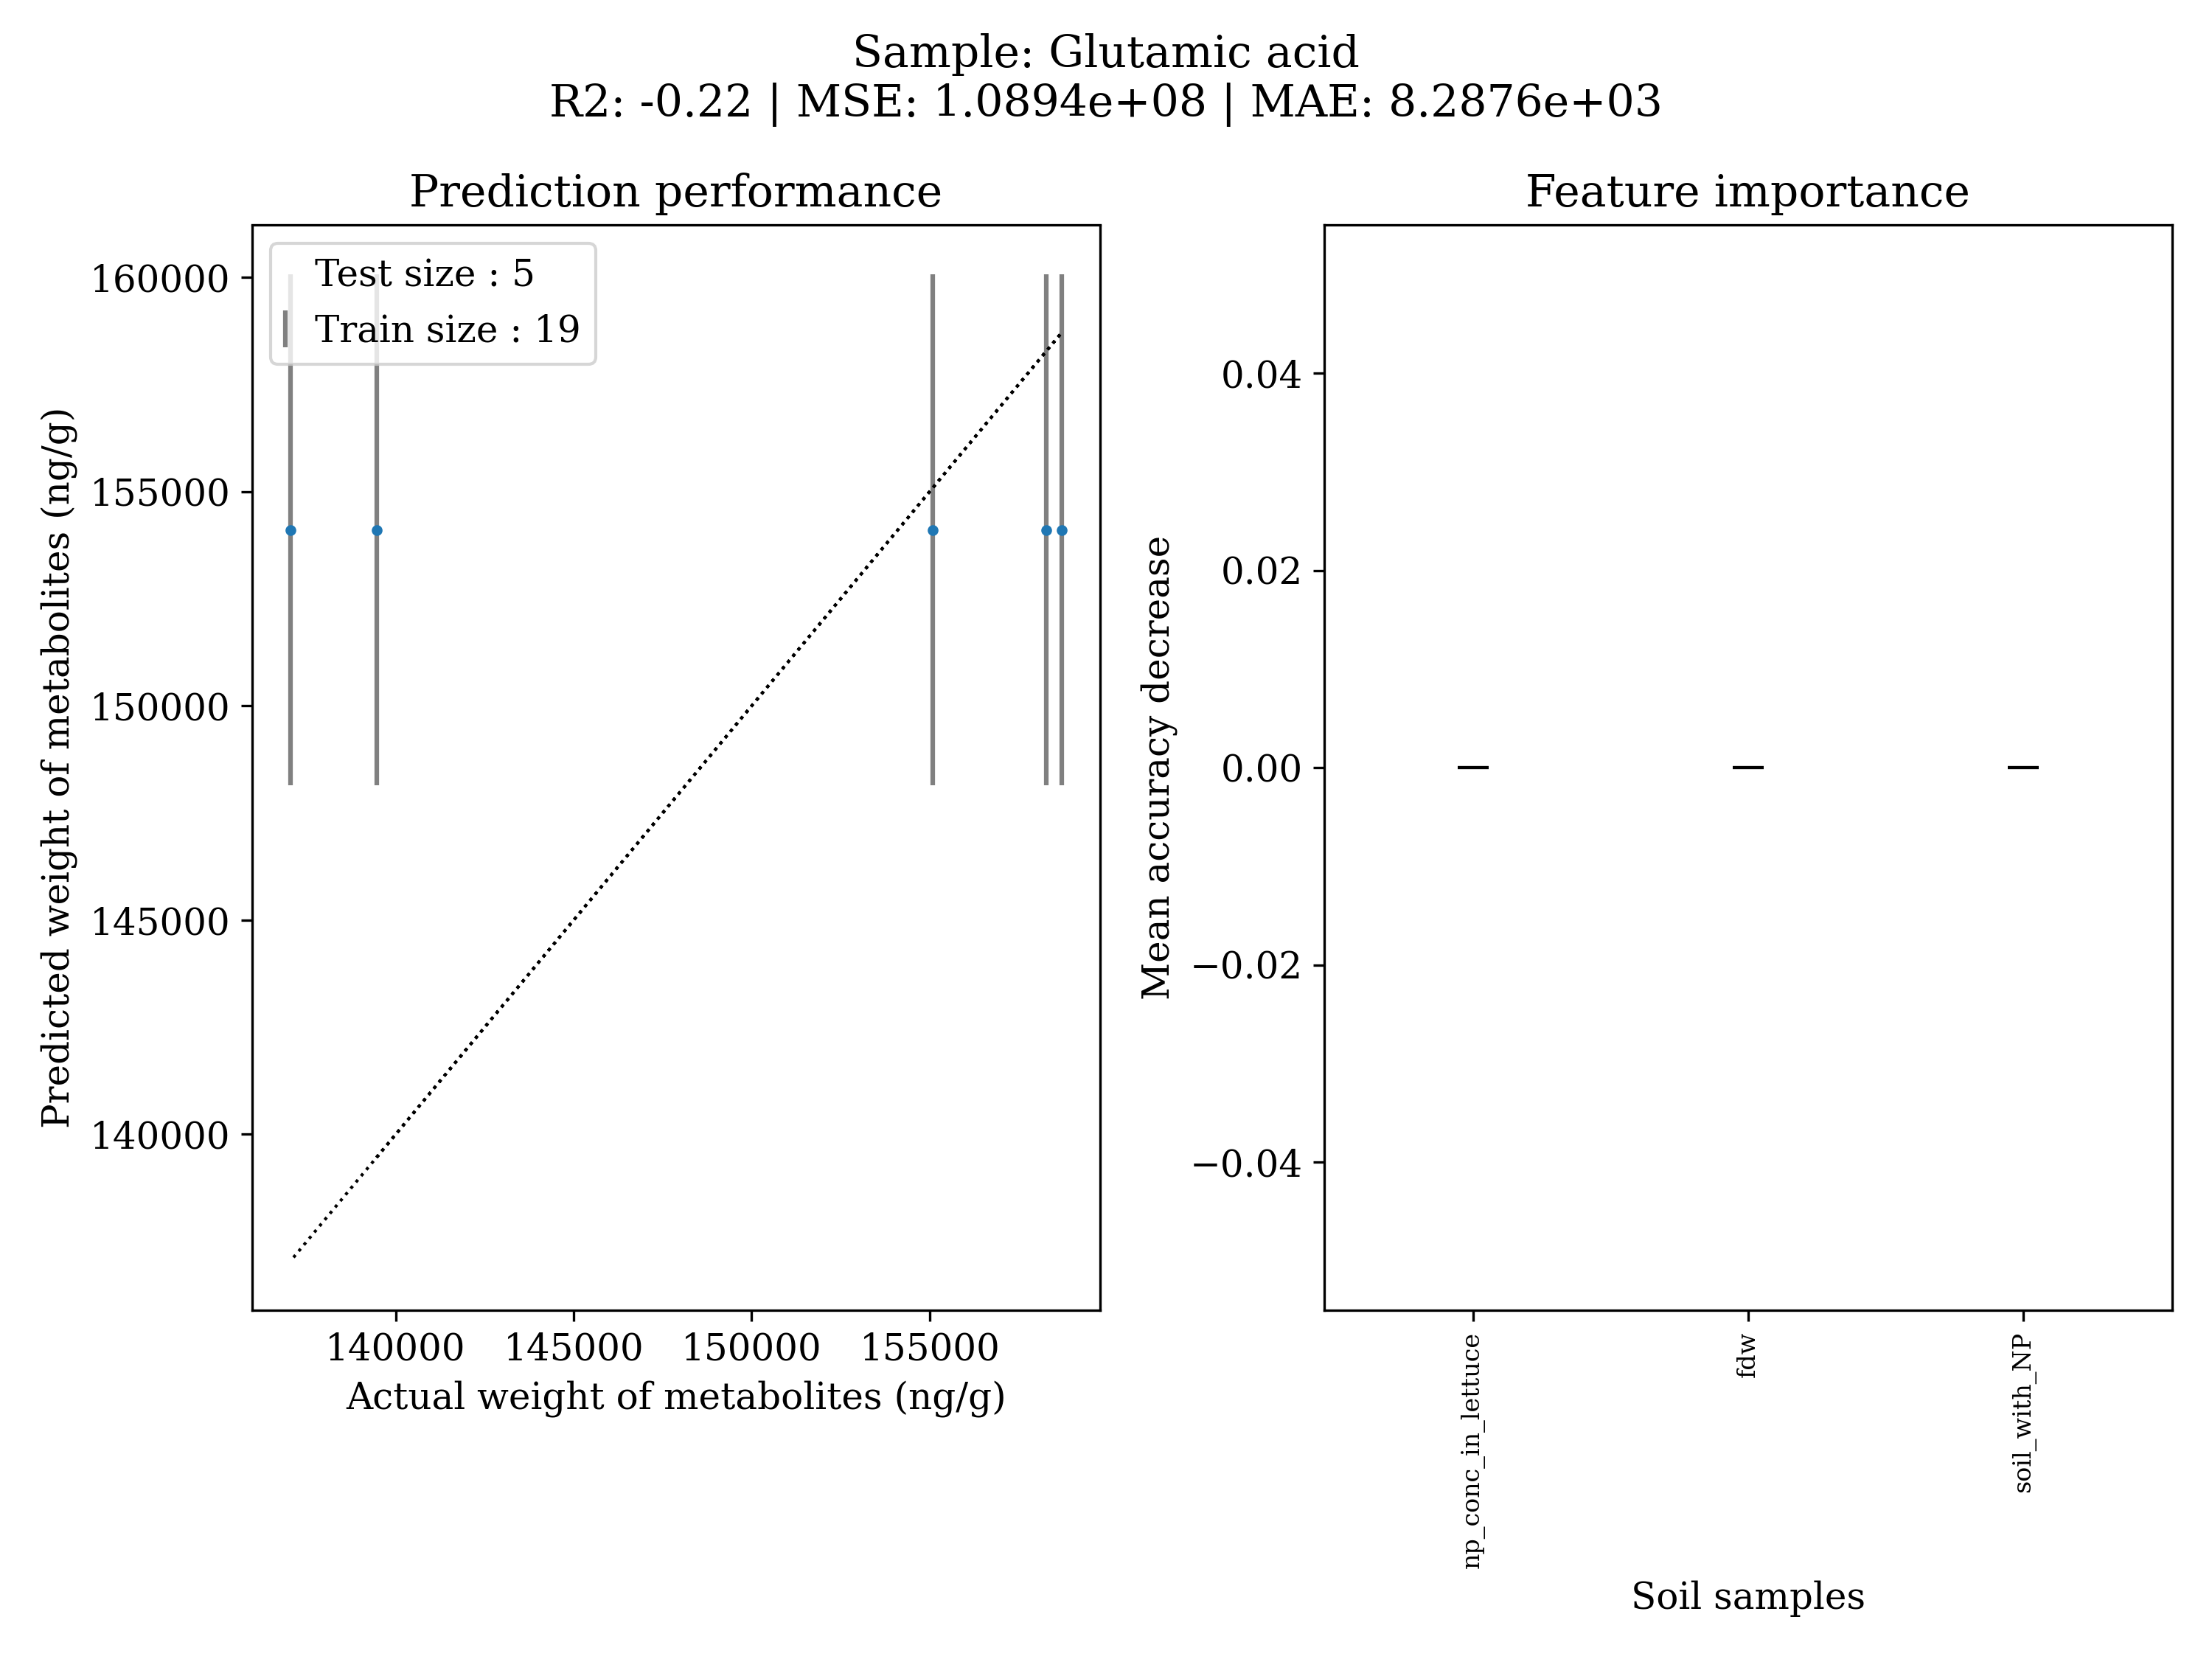 Sample: Glutamic acid
R2: -0.22 | MSE: 1.0894e+08 | MAE: 8.2876e+03
Prediction performance
Test size : 5
Train size : 19
160000
155000
150000
145000
140000
Predicted weight of metabolites (ng/g)
140000 145000 150000 155000
Actual weight of metabolites (ng/g)
Feature importance
0.04
0.02
0.00
−0.02
−0.04
Mean accuracy decrease
np_conc_in_lettuce
fdw
soil_with_NP
Soil samples